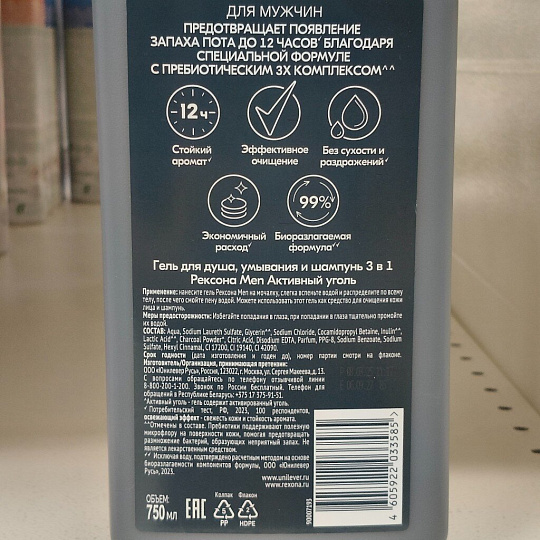 ДЛЯ МУЖЧИН
ПРЕДОТВРАЩАЕТ ПОЯВЛЕНИЕ
ЗАПАХА ПОТА ДО 12 ЧАСОВ✓ БЛАГОДАРЯ
СПЕЦИАЛЬНОЙ ФОРМУЛЕ
С ПРЕБИОТИЧЕСКИМ 3X КОМПЛЕКСОМ^^
12ч
99%
Стойкий аромат✓
Эффективное очищение
Без сухости и раздражений✓
Экономичный расход✓
Биоразлагаемая формула✓✓
Гель для душа, умывания и шампунь 3 в 1
Рексона Men Активный уголь
Применение: нанесите гель Рексона Men на мочалку, слегка вспеньте водой и распределите по всему
телу, после чего смойте пену водой. Можете использовать этот гель как средство для очищения кожи
лица и шампунь.
Меры предосторожности: Избегайте попадания в глаза, при попадании в глаза тщательно промойте
их водой.
СОСТАВ: Aqua, Sodium Laureth Sulfate, Glycerin^^, Sodium Chloride, Cocamidopropyl Betaine, Inulin^^,
Lactic Acid^^, Charcoal Powder^, Citric Acid, Disodium EDTA, Parfum, PPG-8, Sodium Benzoate, Sodium
Sulfate, Hexyl Cinnamal, CI 17200, CI 19140, CI 42090.
Срок годности (дата изготовления и годен до), номер партии смотри на флаконе.
Изготовитель/Организация, принимающая претензии:
ООО «Юнилевер Русь», Россия, 123022, г. Москва, ул. Сергея Макеева, д.13.
С вопросами обращайтесь по телефону отзывчивой линии
8-800-200-1-200. Звонок по России бесплатный. Телефон для
обращений в Республике Беларусь: +375 17 375-91-51.
^Активный уголь - гель содержит активированный уголь.
✓Потребительский тест, РФ, 2023, 100 респондентов,
освежающий эффект - свежесть кожи и стойкость аромата.
^^Отмечены в составе. Пребиотики поддерживают полезную
микрофлору на поверхности кожи, помогая предотвращать
размножение бактерий, образующих неприятный запах. Не
является лекарственным средством.
✓✓ Исключая воду, подтверждено расчетным методом на основе
биоразлагаемости компонентов формулы, ООО «Юнилевер
Русь», 2023.
www.unilever.ru
www.rexona.ru
ОБЪЕМ:
750 мл
EAC
Колпак
5
PP
Флакон
2
HDPE
90007193
4 605922 033585 >